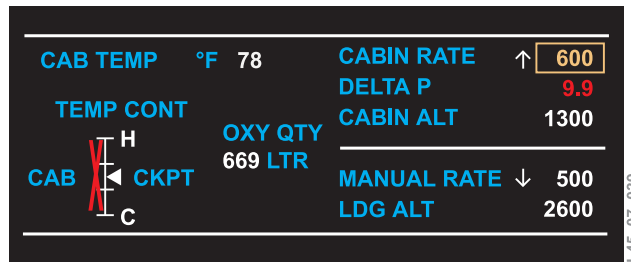 CAB TEMP °F 78
TEMP CONT
H
CAB CKPT
C
OXY QTY
669 LTR
CABIN RATE ↑ 600
DELTA P 9.9
CABIN ALT 1300
MANUAL RATE ↓ 500
LDG ALT 2600